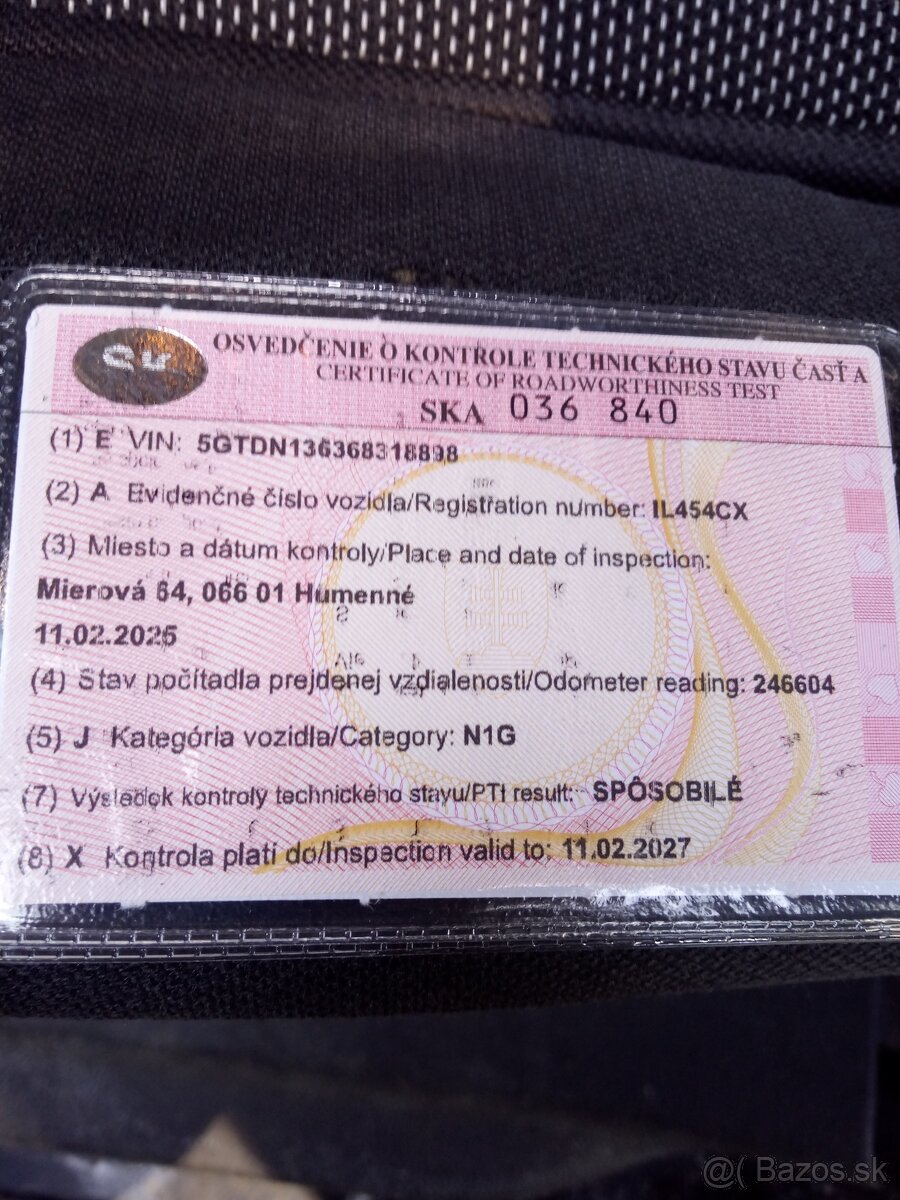 OSVEDČENIE O KONTROLE TECHNICKÉHO STAVU ČASŤ A
CERTIFICATE OF ROADWORTHINESS TEST
SKA 036 840
(1) E VIN: 5GTDN136368318898
(2) A Evidenčné číslo vozidla/Registration number: IL454CX
(3) Miesto a dátum kontroly/Place and date of inspection:
Mierová 64, 066 01 Humenné
11.02.2025
(4) Stav počítadla prejdenej vzdialenosti/Odometer reading: 246604
(5) J Kategória vozidla/Category: N1G
(7) Výsledok kontroly technického stavu/PTI result: SPÔSOBILÉ
(8) X Kontrola platí do/Inspection valid to: 11.02.2027
@( Bazos.sk